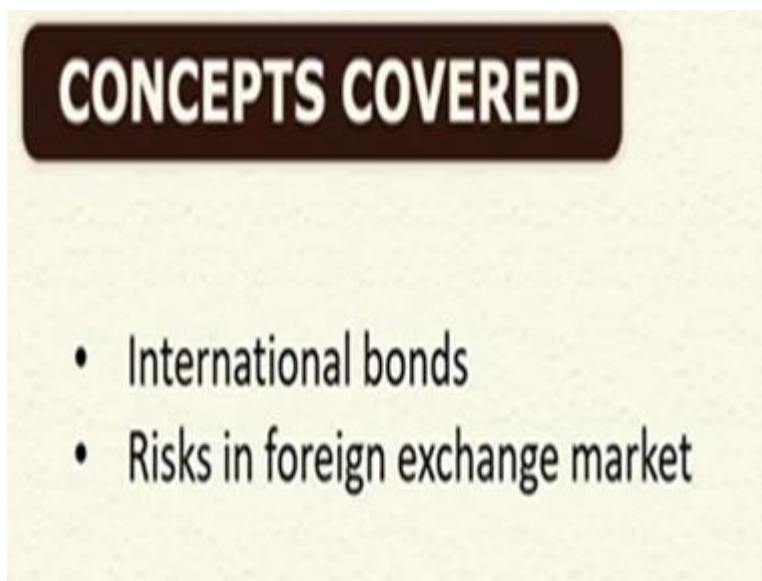 CONCEPTS COVERED
• International bonds
• Risks in foreign exchange market